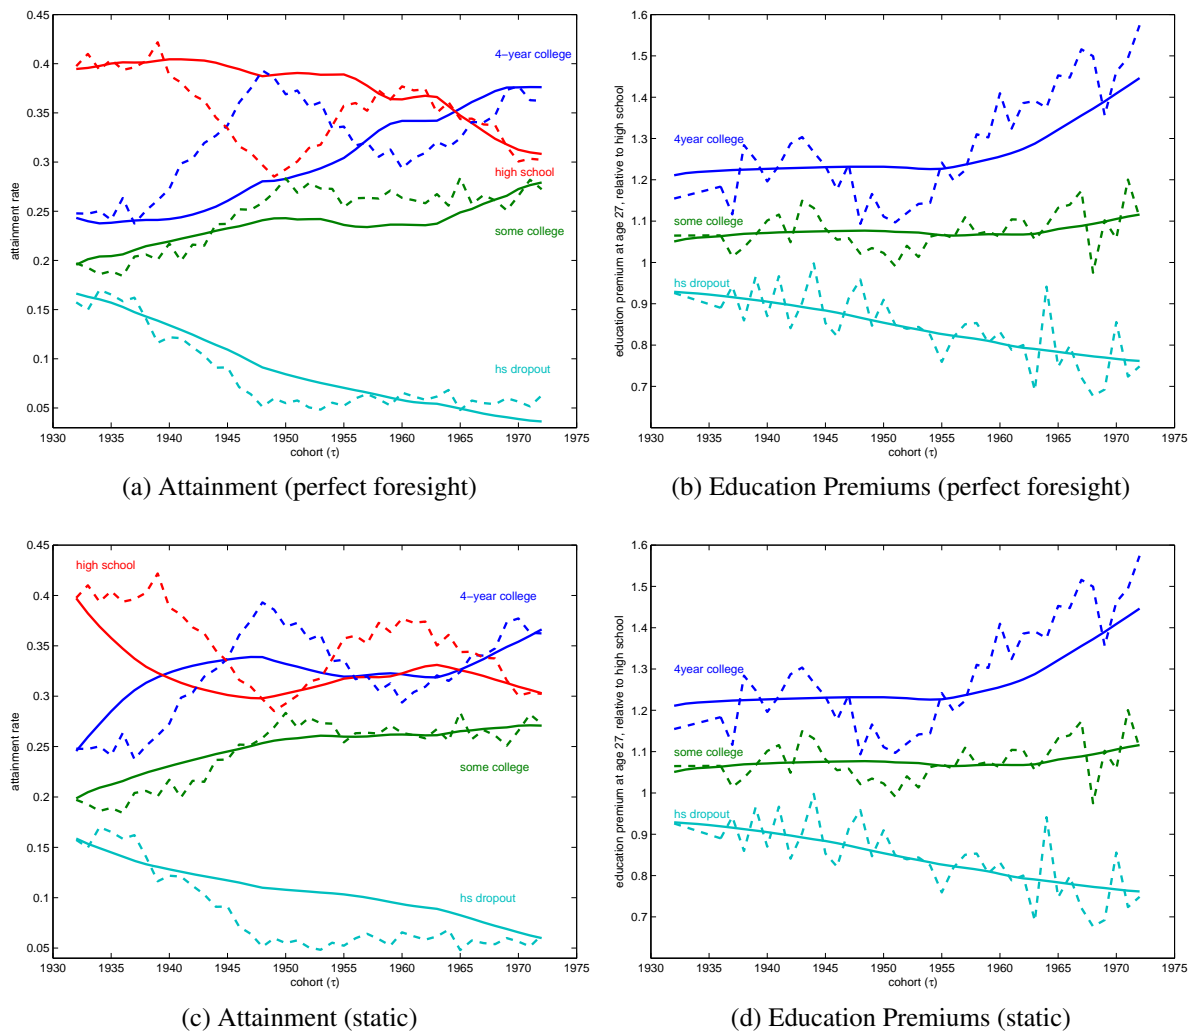 0.45
0.4
0.35
0.3
0.25
0.2
0.15
0.1
0.05
attainment rate
4−year college
high school
some college
hs dropout
1930 1935 1940 1945 1950 1955 1960 1965 1970 1975
cohort (τ)
(a) Attainment (perfect foresight)
1.6
1.5
1.4
1.3
1.2
1.1
1
0.9
0.8
0.7
education premium at age 27, relative to high school
4year college
some college
hs dropout
1930 1935 1940 1945 1950 1955 1960 1965 1970 1975
cohort (τ)
(b) Education Premiums (perfect foresight)
0.45
0.4
0.35
0.3
0.25
0.2
0.15
0.1
0.05
attainment rate
high school
4−year college
some college
hs dropout
1930 1935 1940 1945 1950 1955 1960 1965 1970 1975
cohort (τ)
(c) Attainment (static)
1.6
1.5
1.4
1.3
1.2
1.1
1
0.9
0.8
0.7
education premium at age 27, relative to high school
4year college
some college
hs dropout
1930 1935 1940 1945 1950 1955 1960 1965 1970 1975
cohort (τ)
(d) Education Premiums (static)